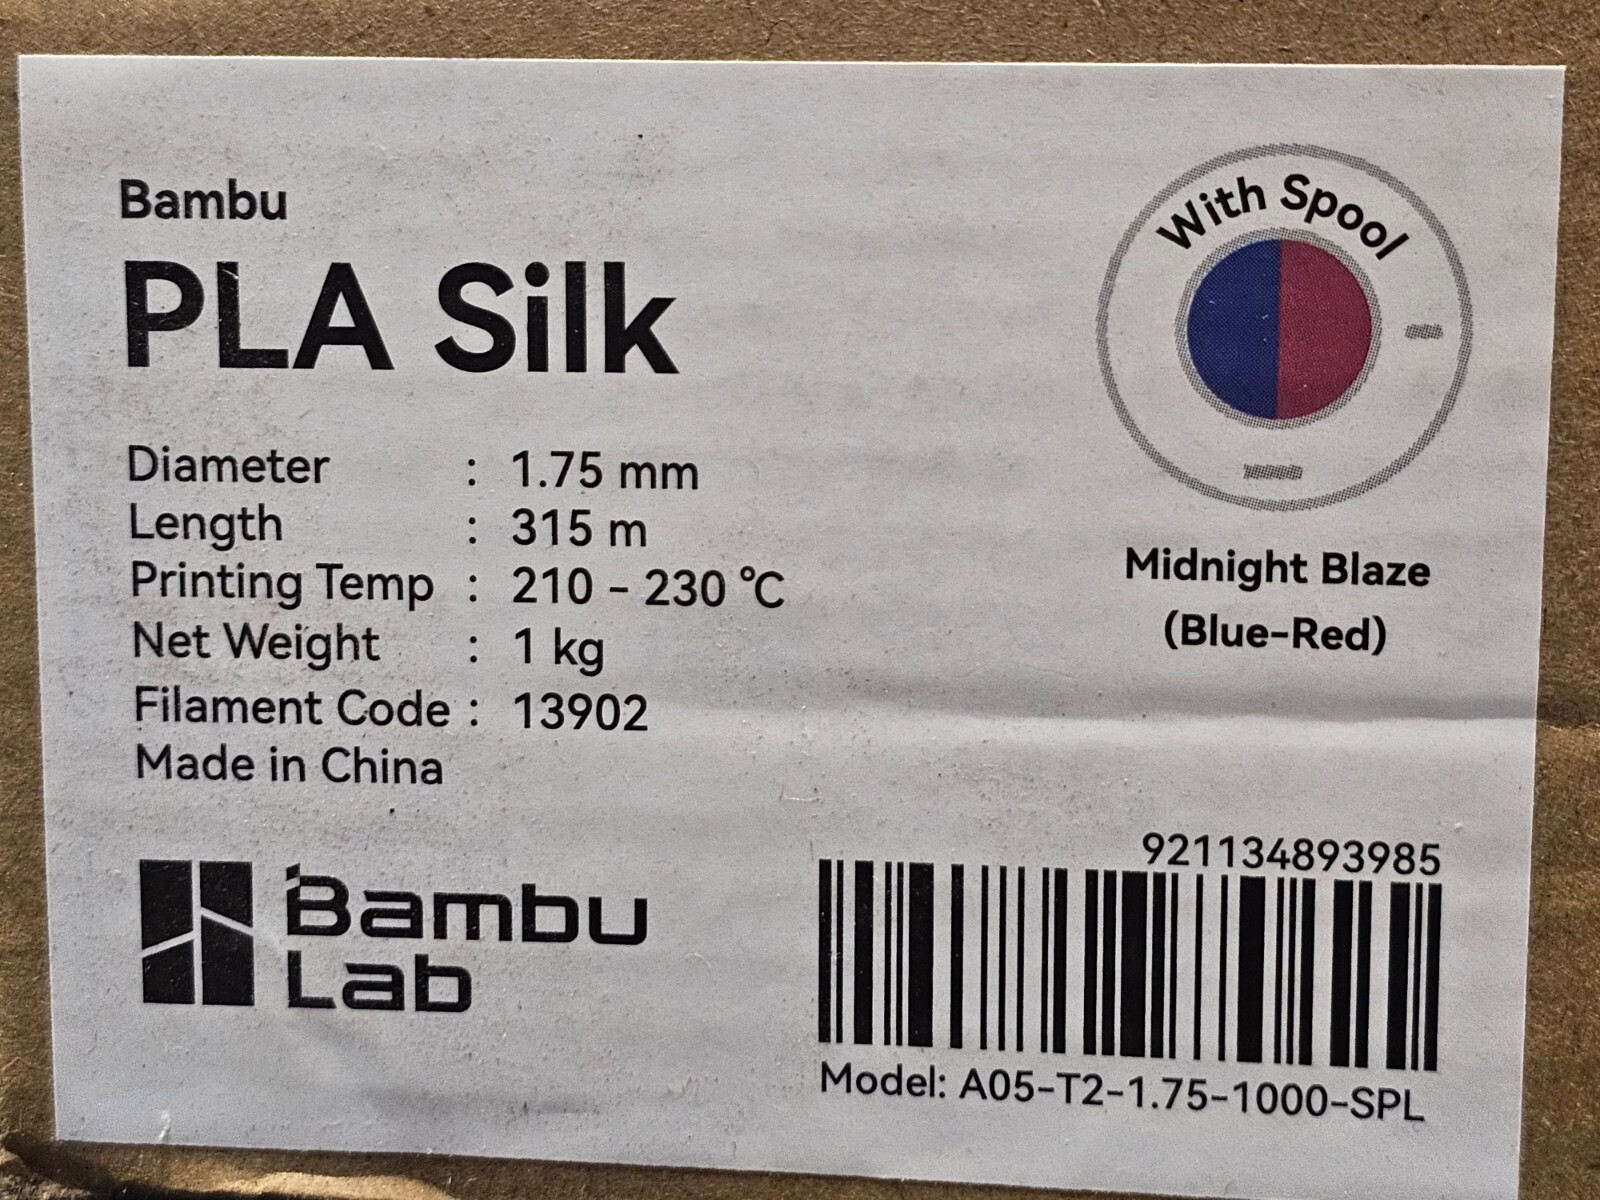 Bambu
PLA Silk
Diameter : 1.75 mm
Length : 315 m
Printing Temp : 210 - 230 °C
Net Weight : 1 kg
Filament Code : 13902
Made in China
With Spool
Midnight Blaze
(Blue-Red)
Bambu
Lab
921134893985
Model: A05-T2-1.75-1000-SPL